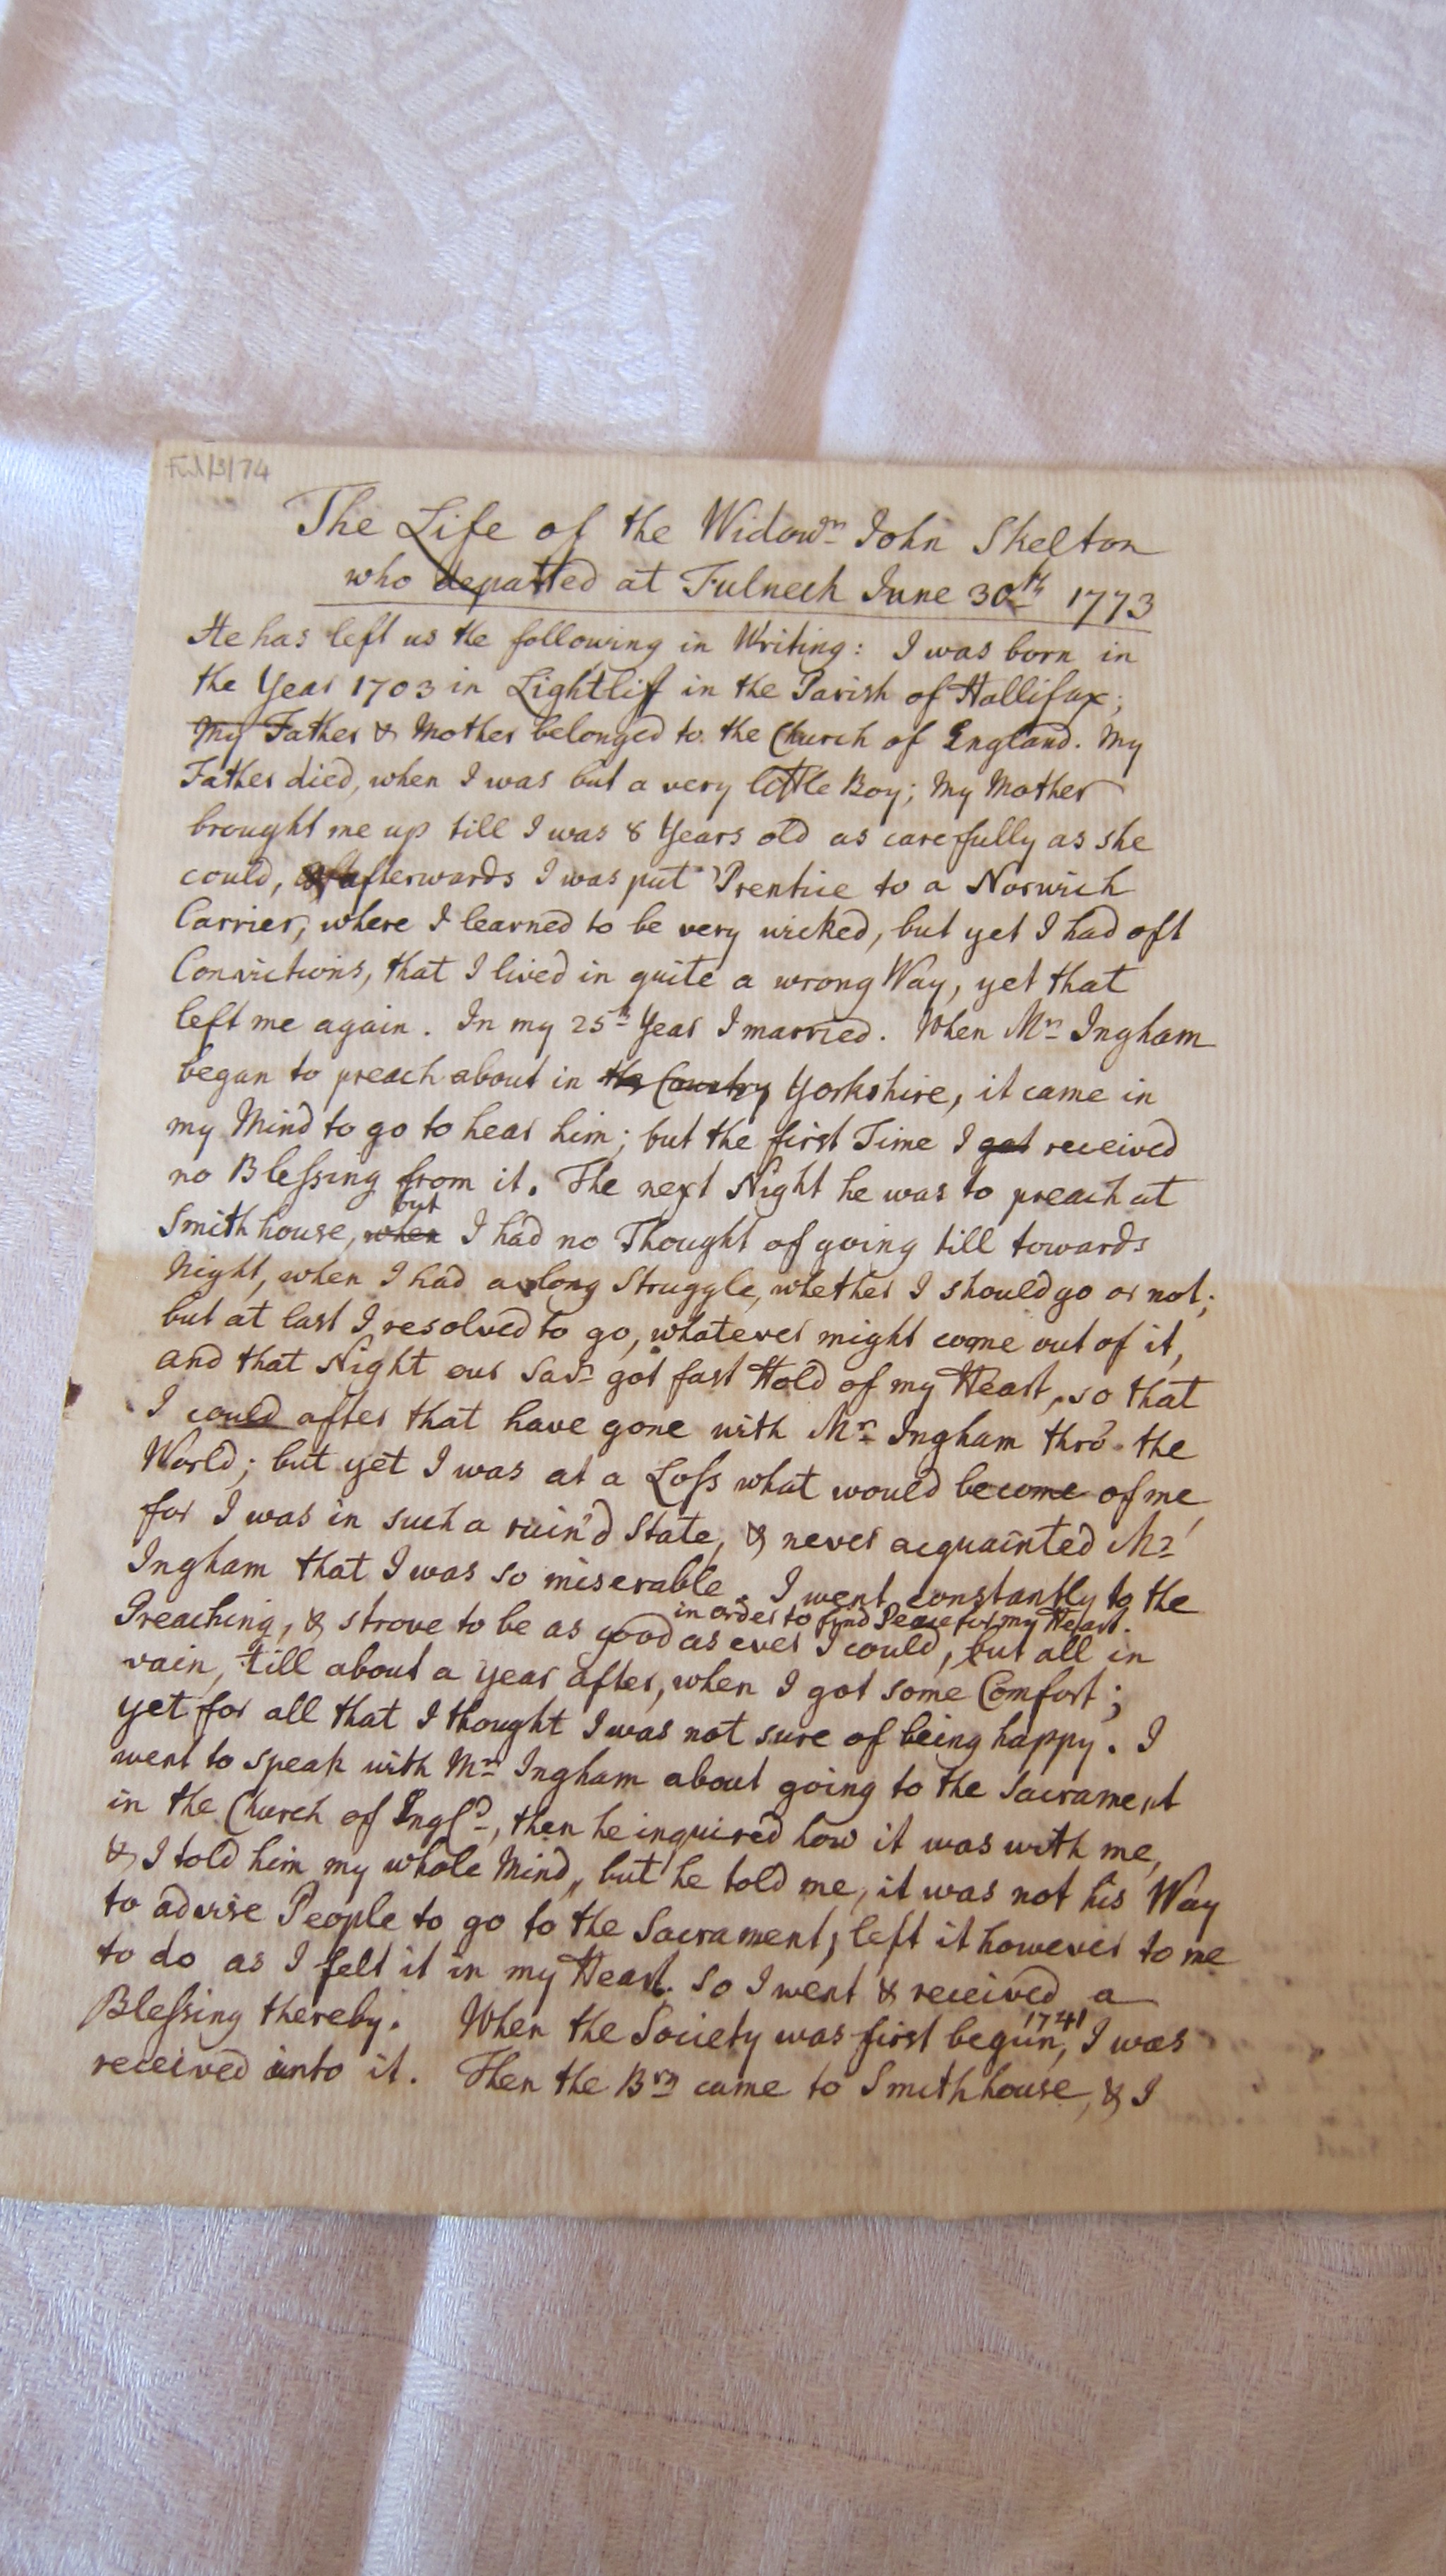 The Life of the Widowr John Skelton
who departed at Fulneck June 30th 1773
He has left us the following in Writing: I was born in
the Year 1703 in Lightliff in the Parish of Hallifax;
My Father & Mother belonged to the Church of England. My
Father died, when I was but a very little Boy; My Mother
brought me up till I was 8 Years old as carefully as she
could, afterwards I was put 'Prentice to a Norwich
Carrier, where I learned to be very wicked, but yet I had oft
Convictions, that I lived in quite a wrong Way, yet that
left me again. In my 25th Year I married. When Mr Ingham
began to preach about in the Country Yorkshire, it came in
my Mind to go to hear him; but the first Time I got received
no Blessing from it. The next Night he was to preach at
but
Smith house, when I had no Thought of going till towards
Night, when I had a long Struggle, whether I should go or not;
but at last I resolved to go, whatever might come out of it,
and that Night our Savr got fast Hold of my Heart, so that
I could after that have gone with Mr Ingham thro' the
World; but yet I was at a Loss what would become of me,
for I was in such a ruin'd State, & never acquainted Mr
Ingham that I was so miserable. I went constantly to the
in order to find Peace for my Heart.
Preaching, & strove to be as good as ever I could, but all in
vain, till about a year after, when I got some Comfort;
yet for all that I thought I was not sure of being happy. I
went to speak with Mr Ingham about going to the Sacrament
in the Church of Engld, then he inquired how it was with me,
& I told him my whole Mind, but he told me, it was not his Way
to advise People to go to the Sacrament; left it however to me
to do as I felt it in my Heart. So I went & received a
Blessing thereby. When the Society was first begun, 1741 I was
received into it. Then the Brn came to Smithhouse, & I